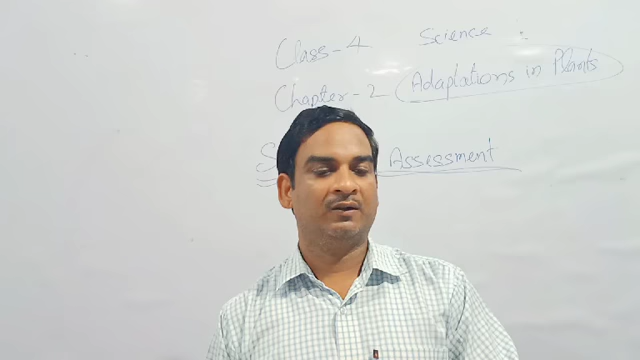 Class - 4 Science
Chapter - 2 Adaptations in Plants
Assessment